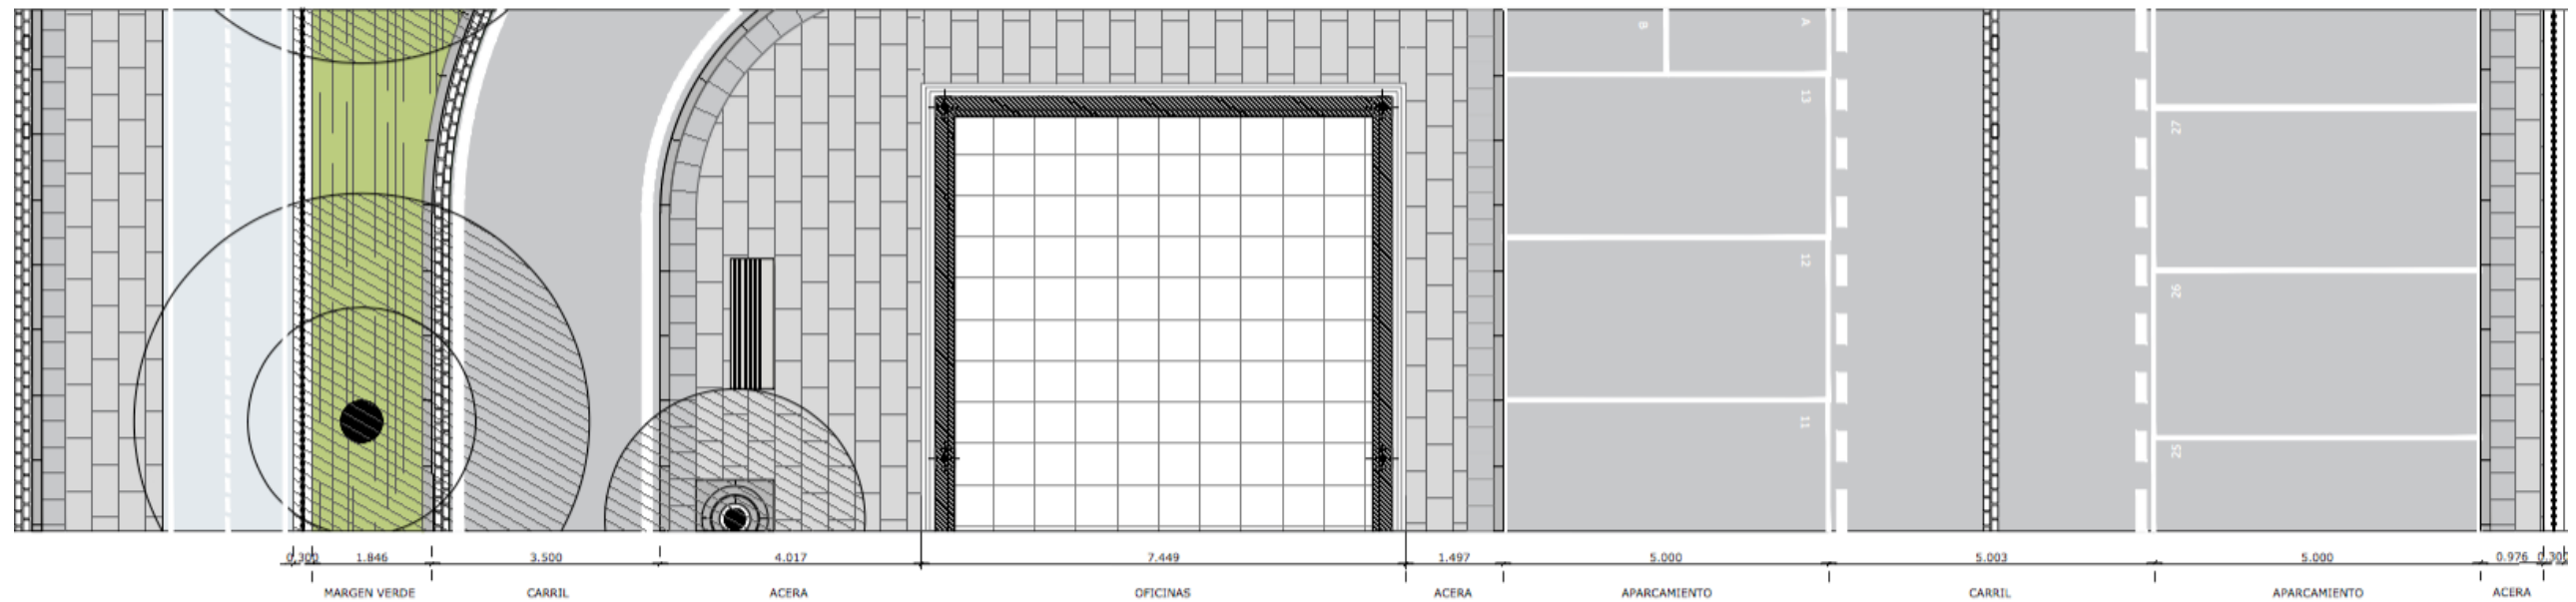 B A
13
27
12
26
11
25
0.300 1.846 3.500 4.017 7.449 1.497 5.000 5.003 5.000 0.976 0.300
MARGEN VERDE CARRIL ACERA OFICINAS ACERA APARCAMIENTO CARRIL APARCAMIENTO ACERA